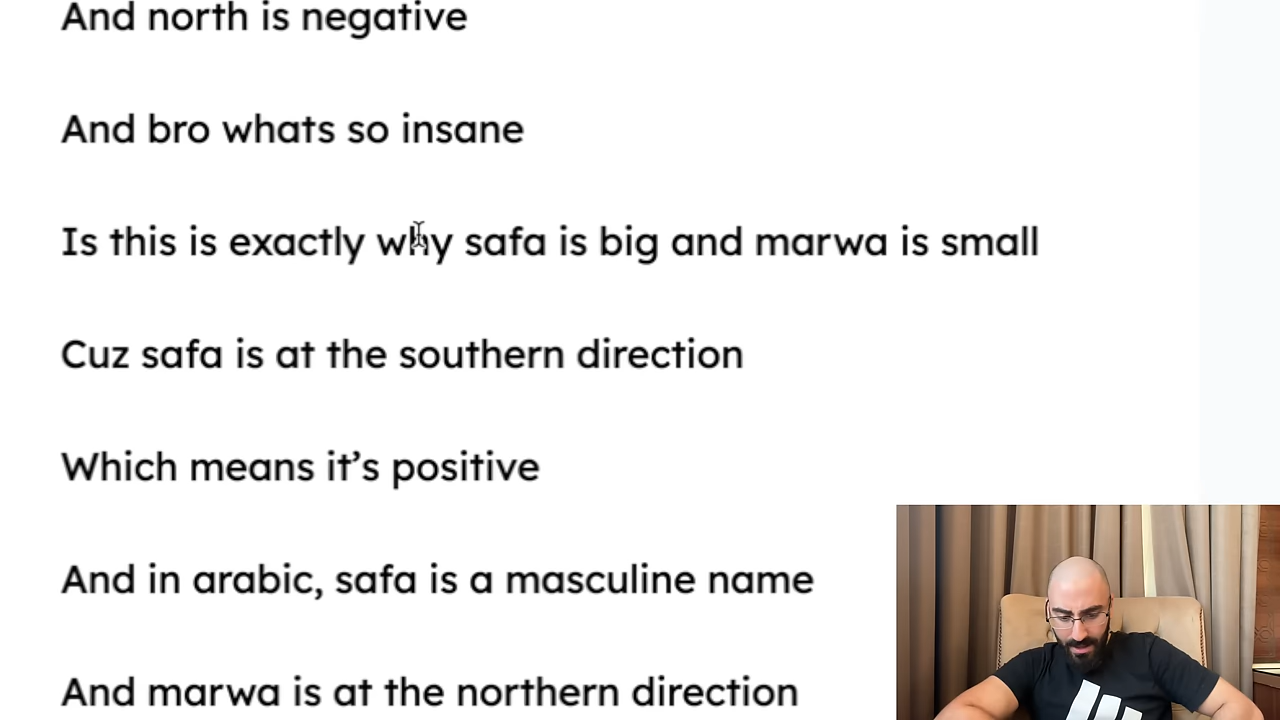 And north is negative
And bro whats so insane
Is this is exactly why safa is big and marwa is small
Cuz safa is at the southern direction
Which means it’s positive
And in arabic, safa is a masculine name
And marwa is at the northern direction